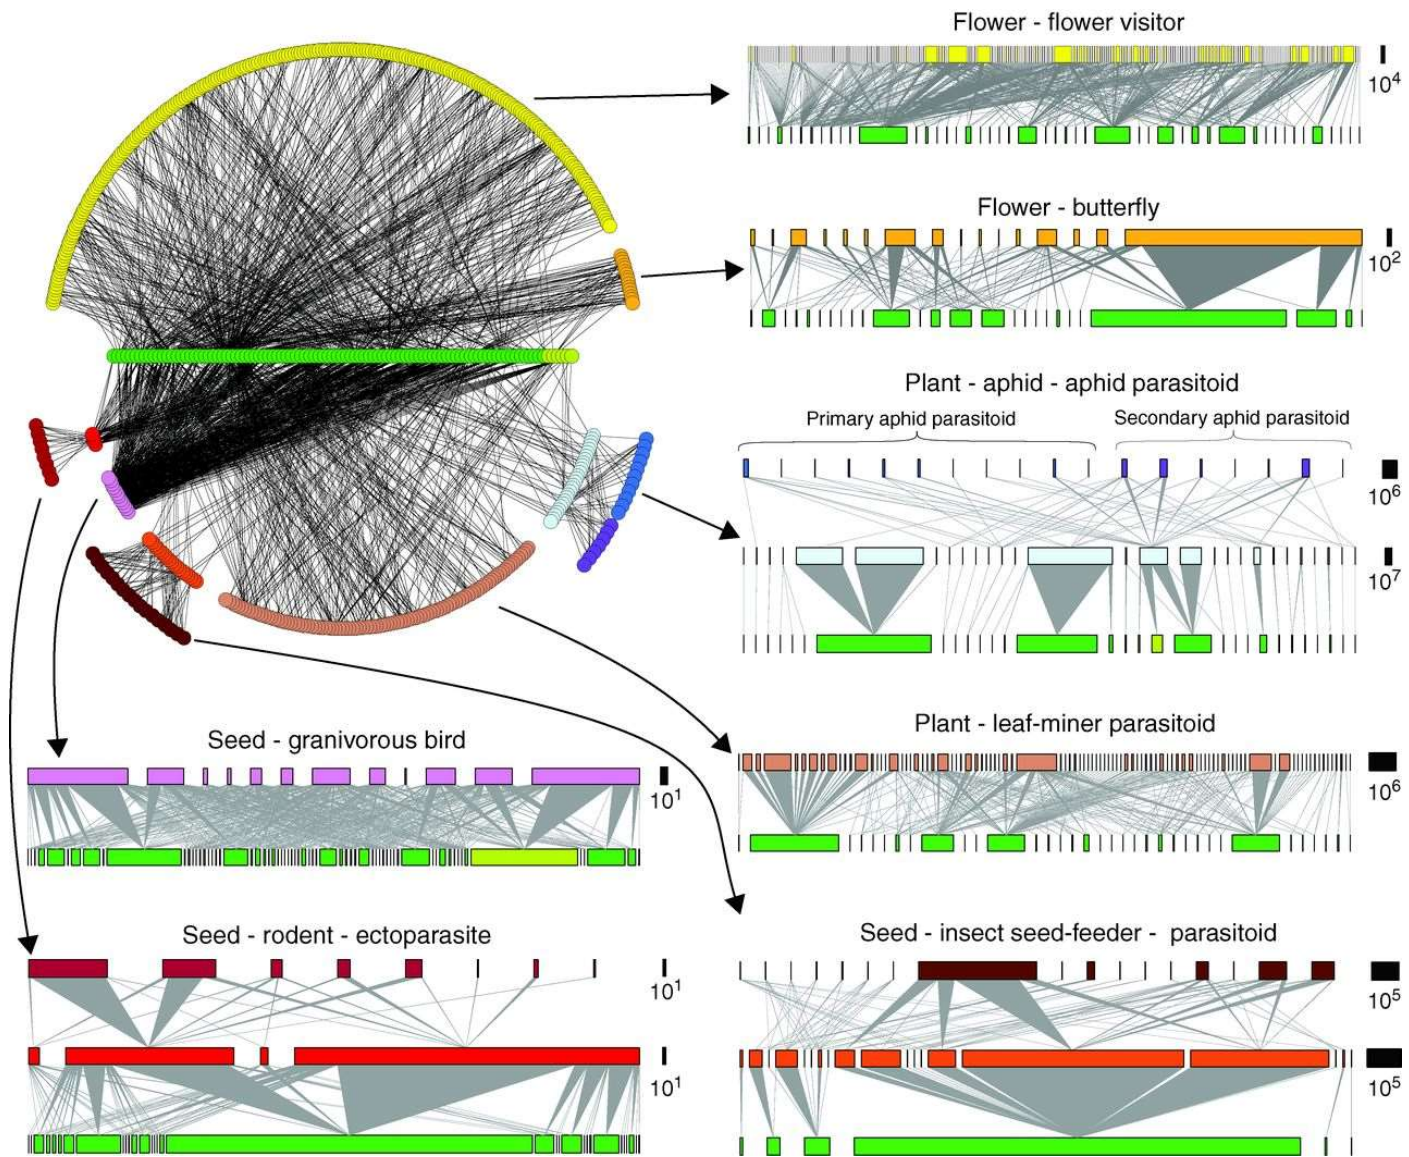 Flower - flower visitor
10⁴
Flower - butterfly
10²
Plant - aphid - aphid parasitoid
Primary aphid parasitoid
Secondary aphid parasitoid
10⁶
10⁷
Plant - leaf-miner parasitoid
10⁶
Seed - granivorous bird
10¹
Seed - rodent - ectoparasite
10¹
10¹
Seed - insect seed-feeder - parasitoid
10⁵
10⁵